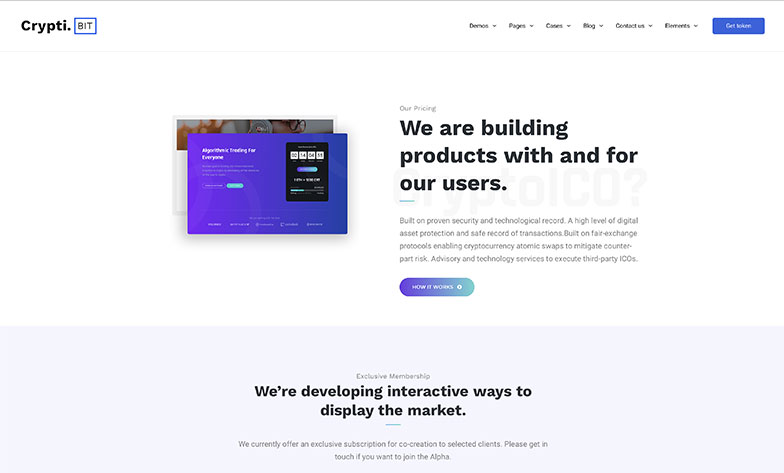 Crypti. BIT
Demos Pages Cases Blog Contact us Elements Get token
Our Pricing
We are building
products with and for
our users.
CryptoICO?
Algorithmic Trading For
Everyone
Built on proven security and technological record. A high level of digital
asset protection and safe record of transactions.Built on fair-exchange
protocols enabling cryptocurrency atomic swaps to mitigate counter-
part risk. Advisory and technology services to execute third-party ICOs.
HOW IT WORKS
Exclusive Membership
We're developing interactive ways to
display the market.
We currently offer an exclusive subscription for co-creation to selected clients. Please get in
touch if you want to join the Alpha.